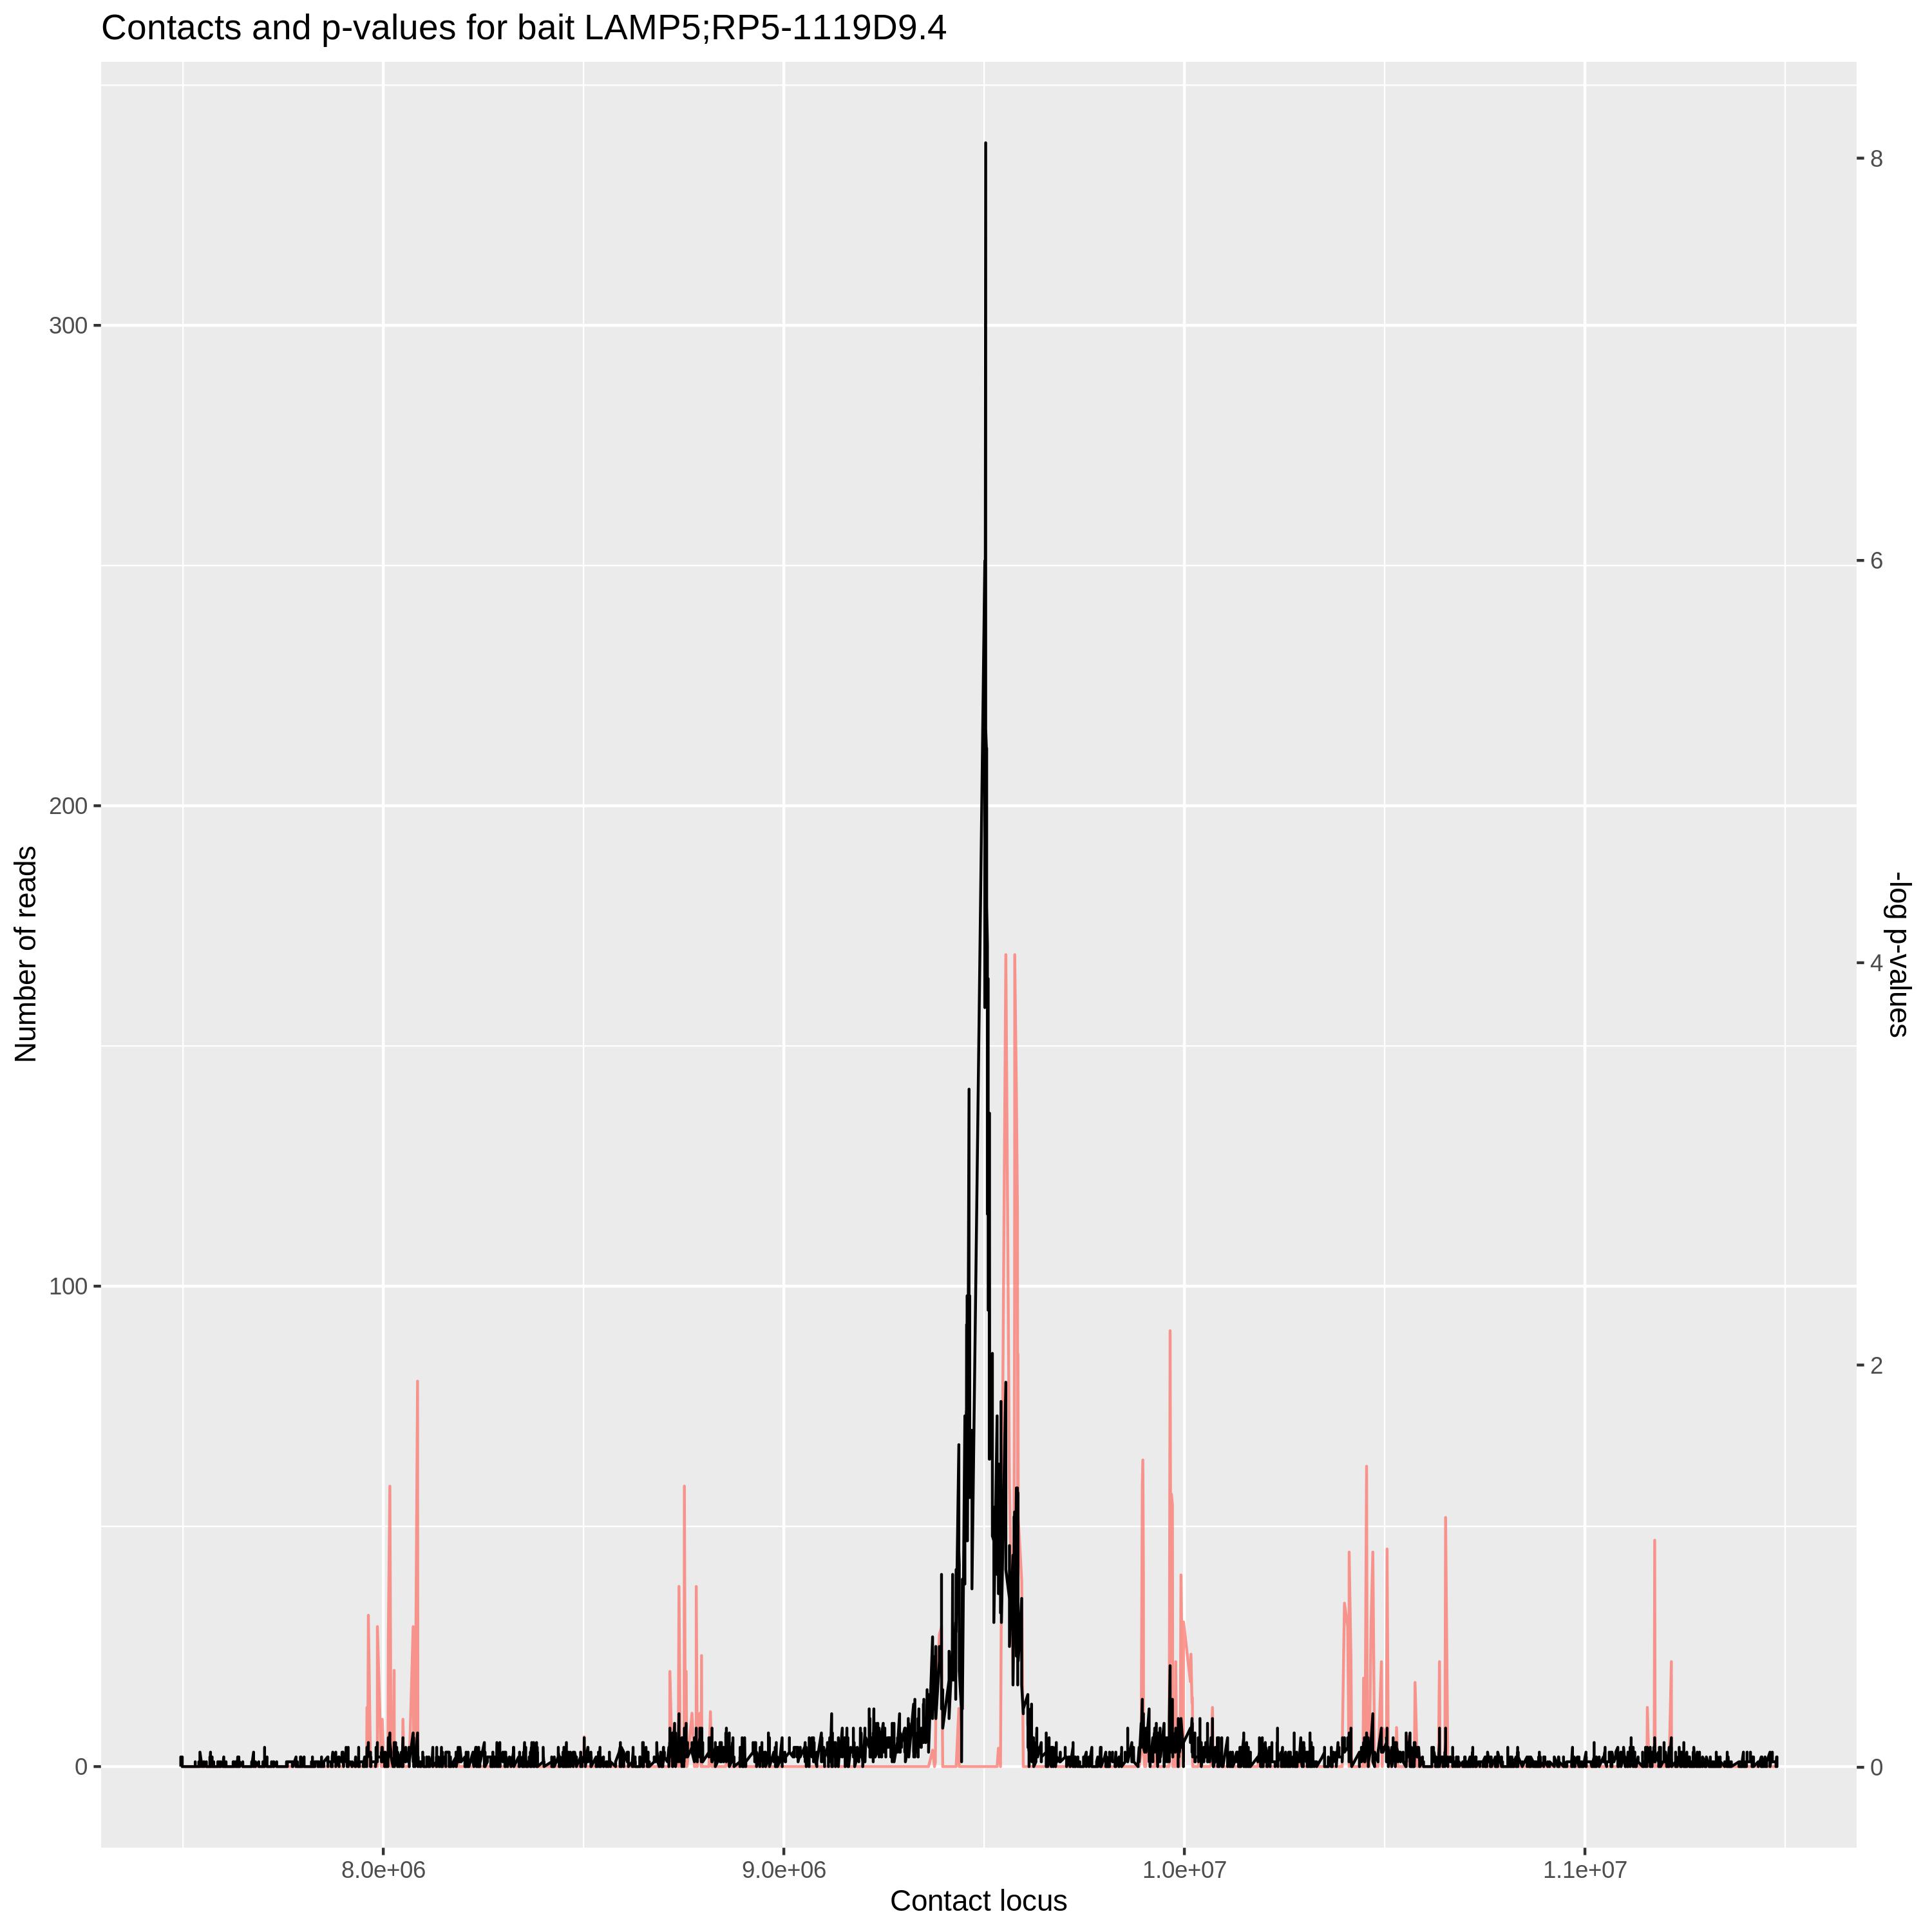 Contacts and p-values for bait LAMP5;RP5-1119D9.4
300
200
100
0
Number of reads
8
6
4
2
0
-log p-values
8.0e+06
9.0e+06
1.0e+07
1.1e+07
Contact locus